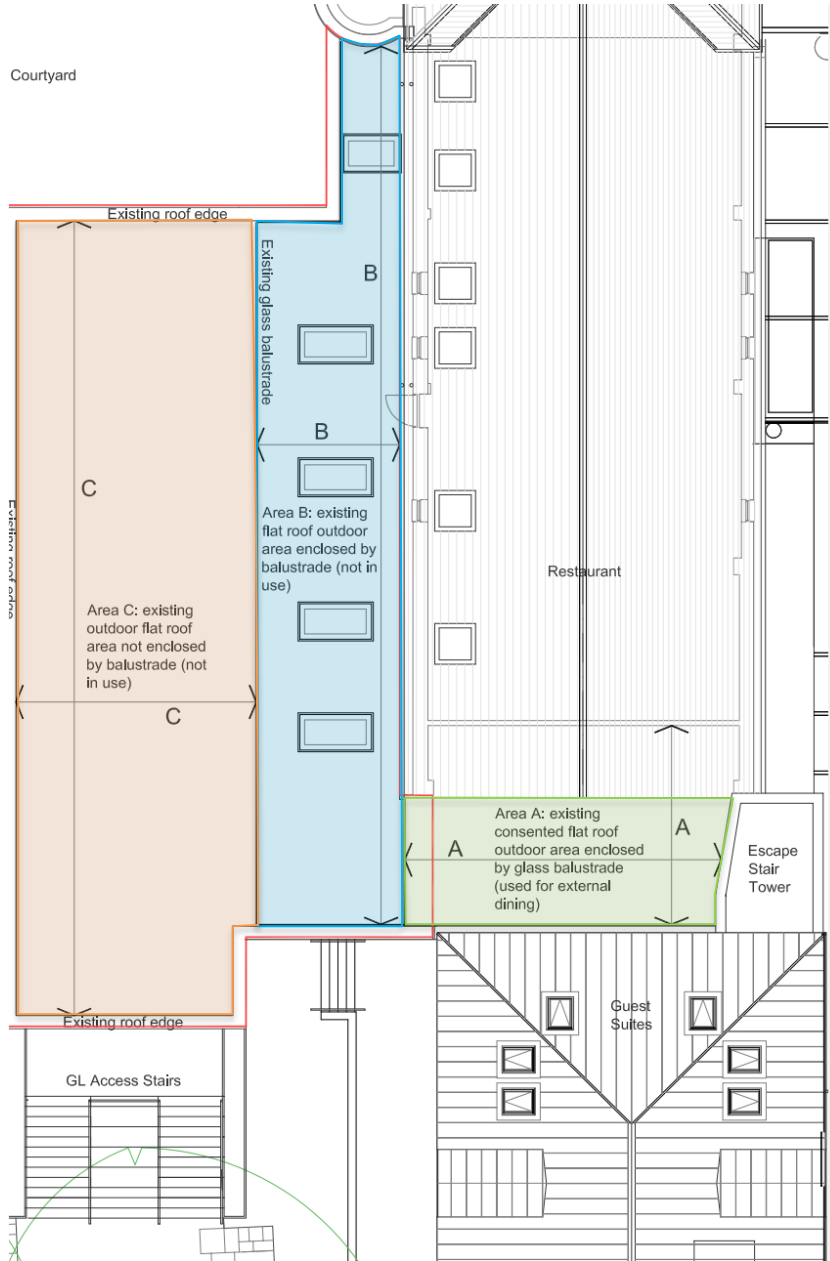 Courtyard
Existing roof edge
Existing glass balustrade
B
B
C
Existing roof edge
Area B: existing
flat roof outdoor
area enclosed by
balustrade (not in
use)
Restaurant
Area C: existing
outdoor flat roof
area not enclosed
by balustrade (not
in use)
C
Area A: existing
consented flat roof
outdoor area enclosed
by glass balustrade
(used for external
dining)
A
A
Escape
Stair
Tower
Guest
Suites
Existing roof edge
GL Access Stairs